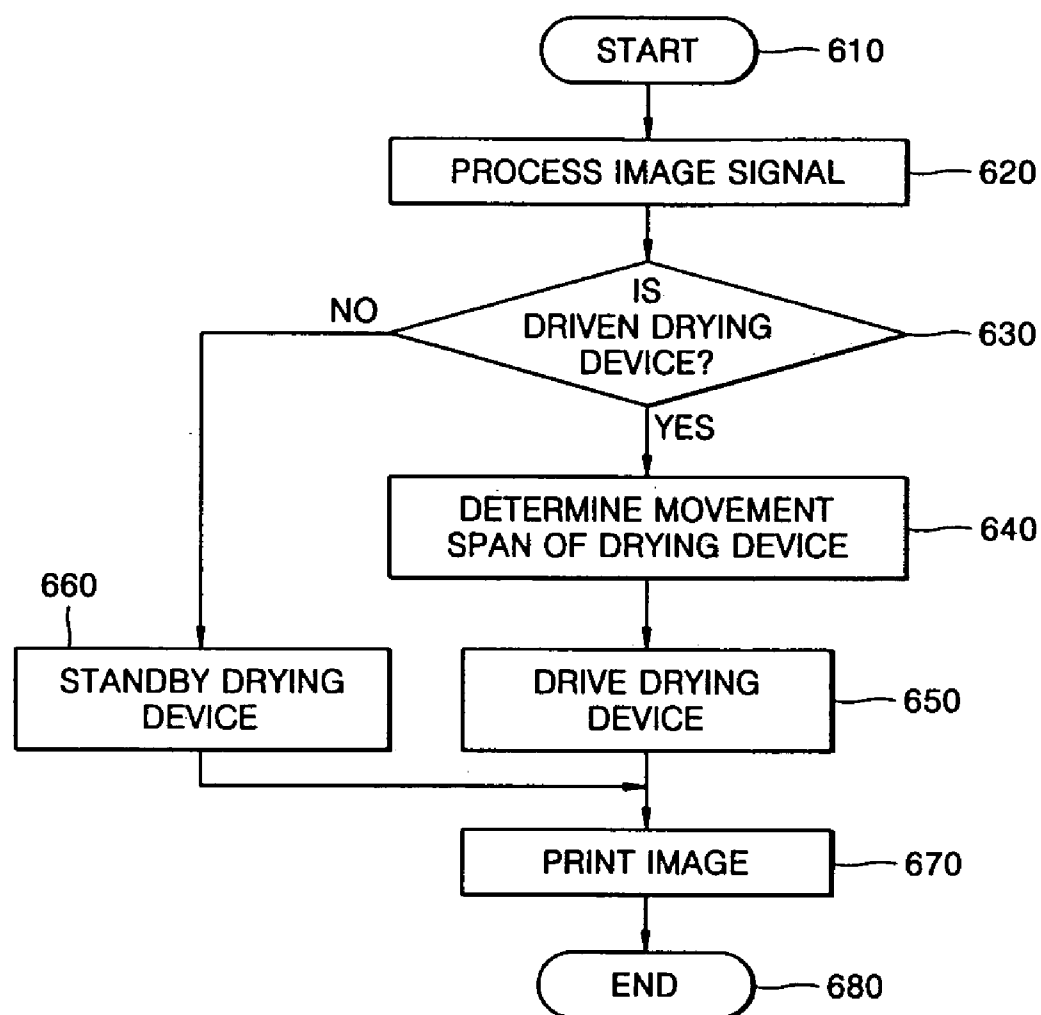 START
610
PROCESS IMAGE SIGNAL
620
IS
DRIVEN DRYING
DEVICE?
630
NO
YES
DETERMINE MOVEMENT
SPAN OF DRYING DEVICE
640
660
STANDBY DRYING
DEVICE
DRIVE DRYING
DEVICE
650
PRINT IMAGE
670
END
680